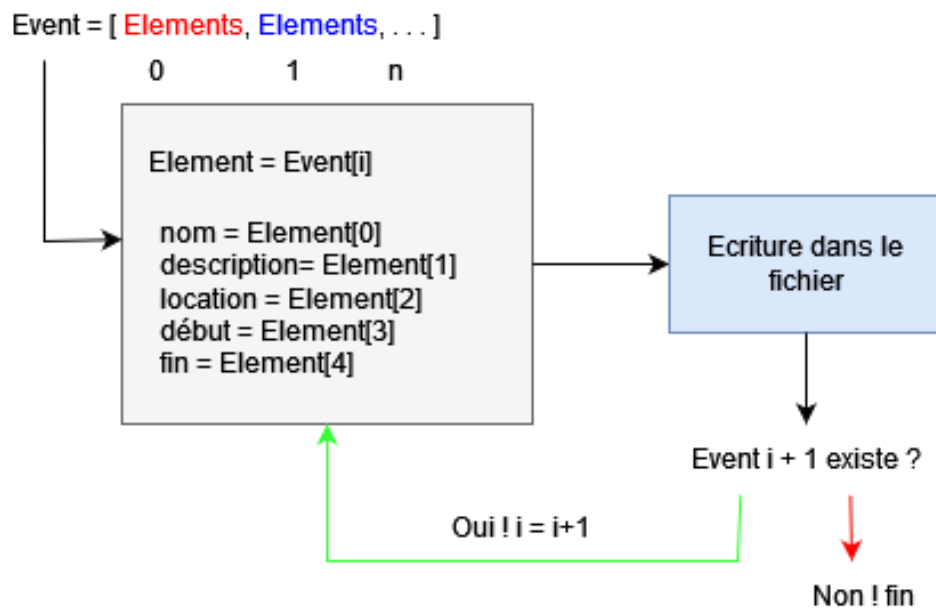 Event = [ Elements, Elements, . . . ]
0 1 n
Element = Event[i]
nom = Element[0]
description= Element[1]
location = Element[2]
début = Element[3]
fin = Element[4]
Ecriture dans le
fichier
Event i + 1 existe ?
Oui ! i = i+1
Non ! fin